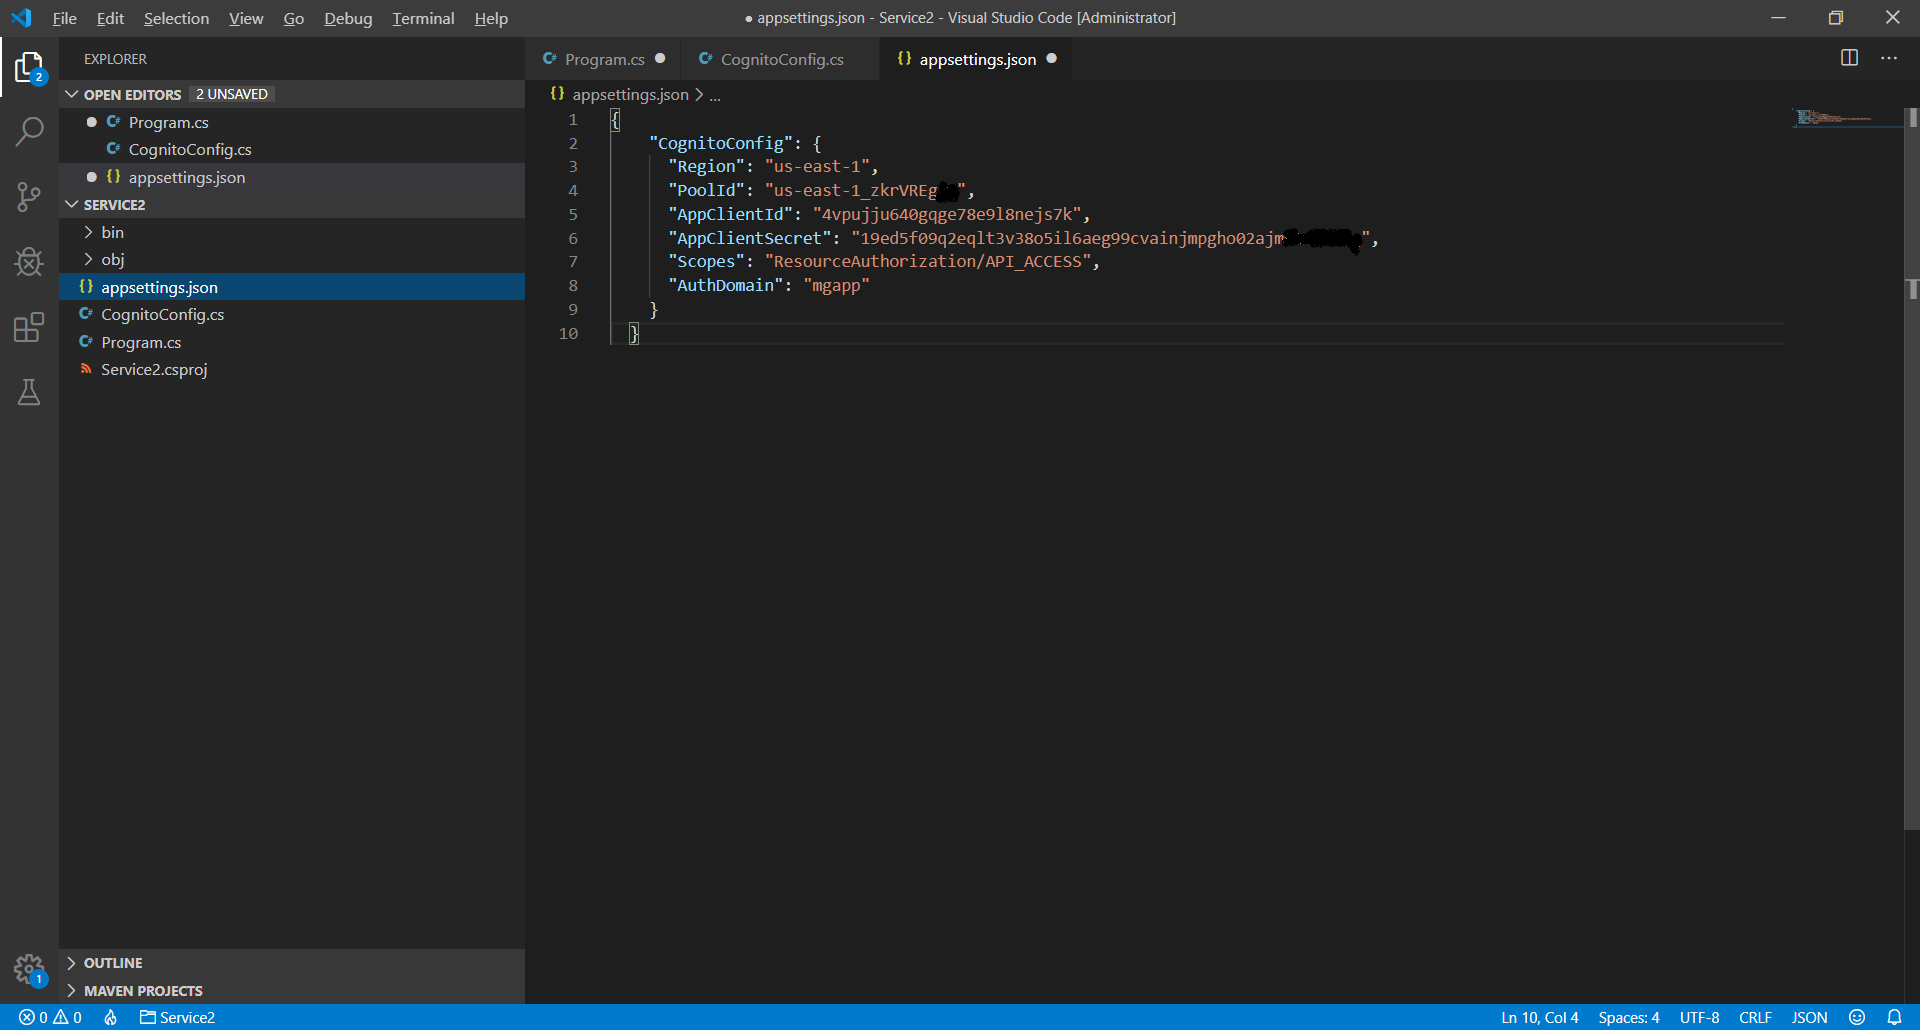 File Edit Selection View Go Debug Terminal Help
● appsettings.json - Service2 - Visual Studio Code [Administrator]
2
EXPLORER
OPEN EDITORS 2 UNSAVED
Program.cs
CognitoConfig.cs
appsettings.json
SERVICE2
bin
obj
appsettings.json
CognitoConfig.cs
Program.cs
Service2.csproj
OUTLINE
MAVEN PROJECTS
1
Program.cs CognitoConfig.cs {} appsettings.json
{} appsettings.json > ...
1 {
2 "CognitoConfig": {
3 "Region": "us-east-1",
4 "PoolId": "us-east-1_zkrVREg",
5 "AppClientId": "4vpujju640gqge78e9l8nejs7k",
6 "AppClientSecret": "19ed5f09q2eqlt3v38o5il6aeg99cvainjmpgho02ajm",
7 "Scopes": "ResourceAuthorization/API_ACCESS",
8 "AuthDomain": "mgapp"
9 }
10 }
0 0 Service2
Ln 10, Col 4 Spaces: 4 UTF-8 CRLF JSON